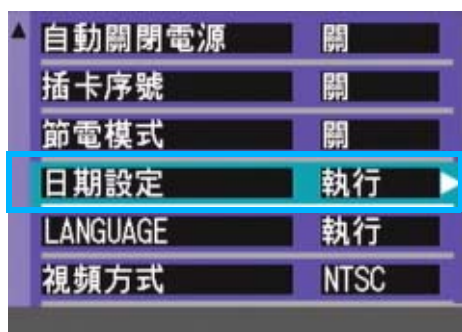 自動關閉電源 關
插卡序號 關
節電模式 關
日期設定 執行
LANGUAGE 執行
視頻方式 NTSC